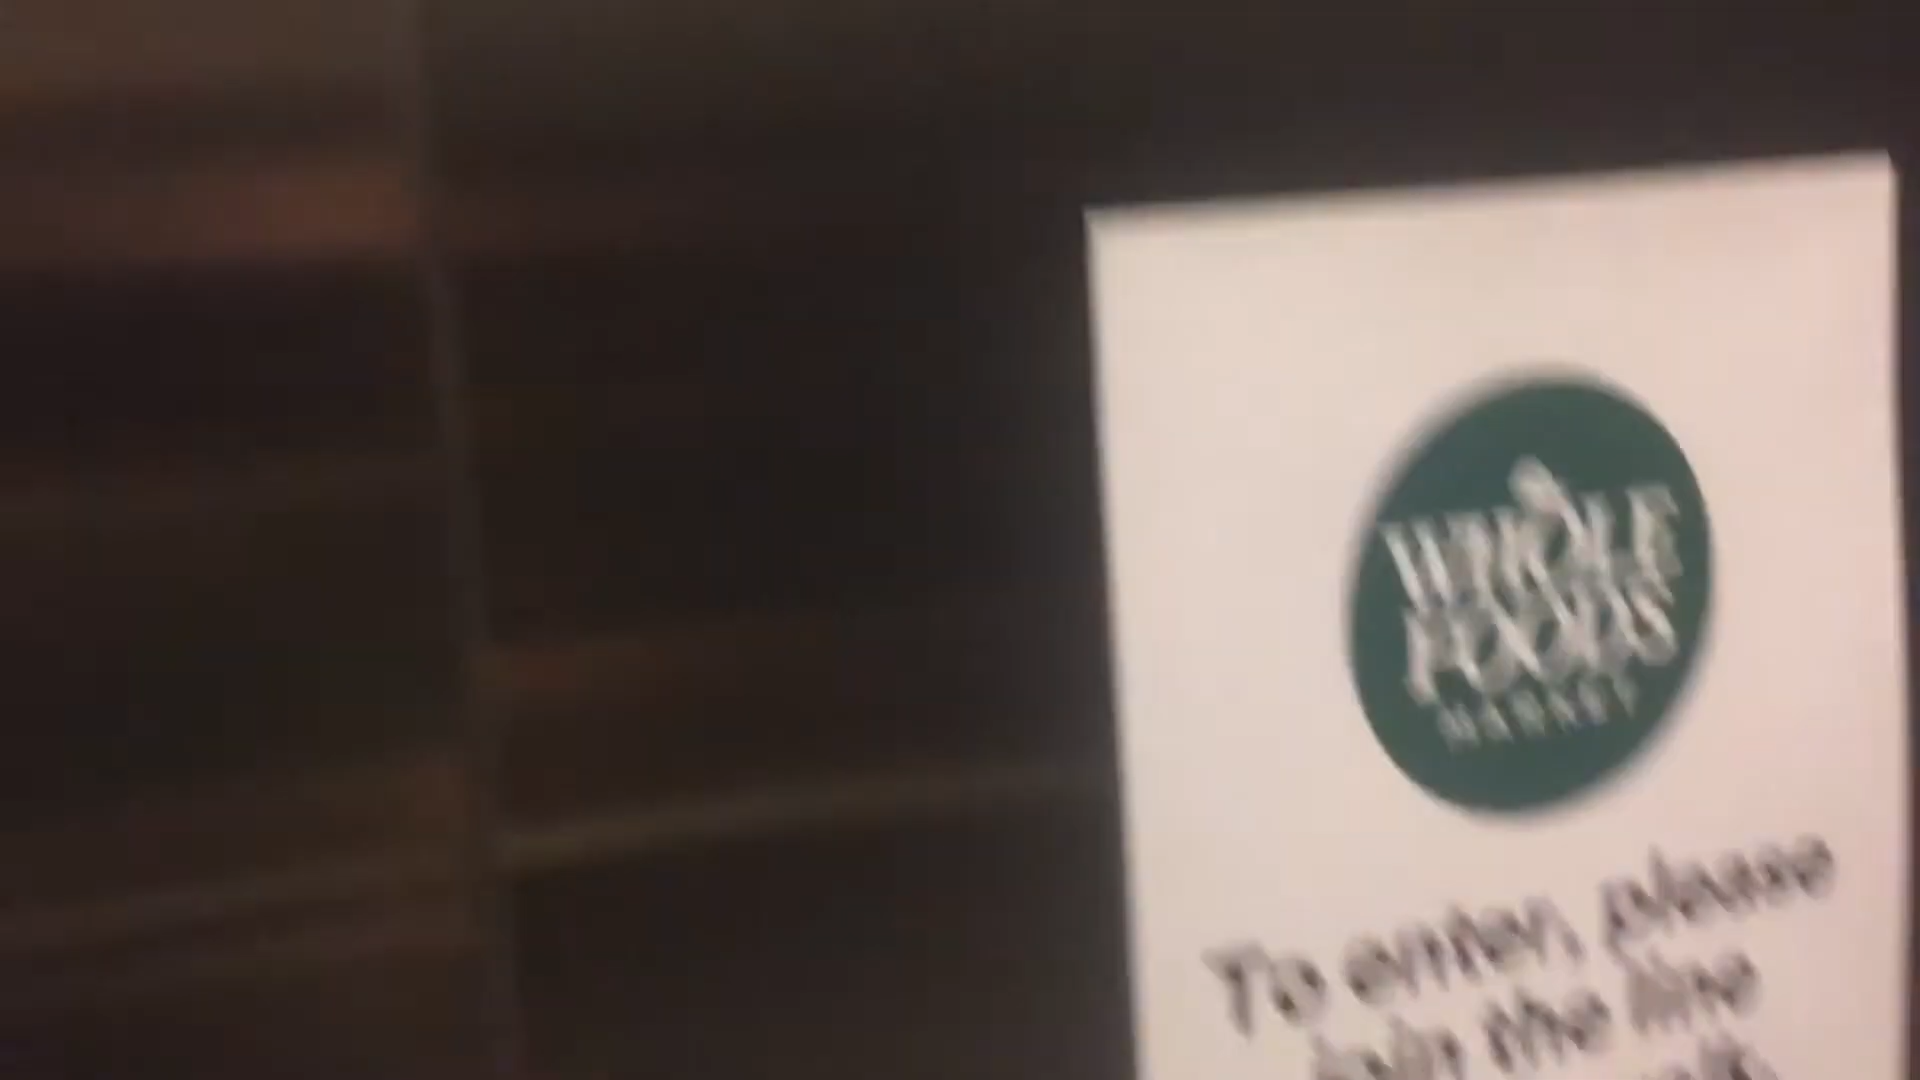 WHOLE
FOODS
MARKET
To enter, please
join the line